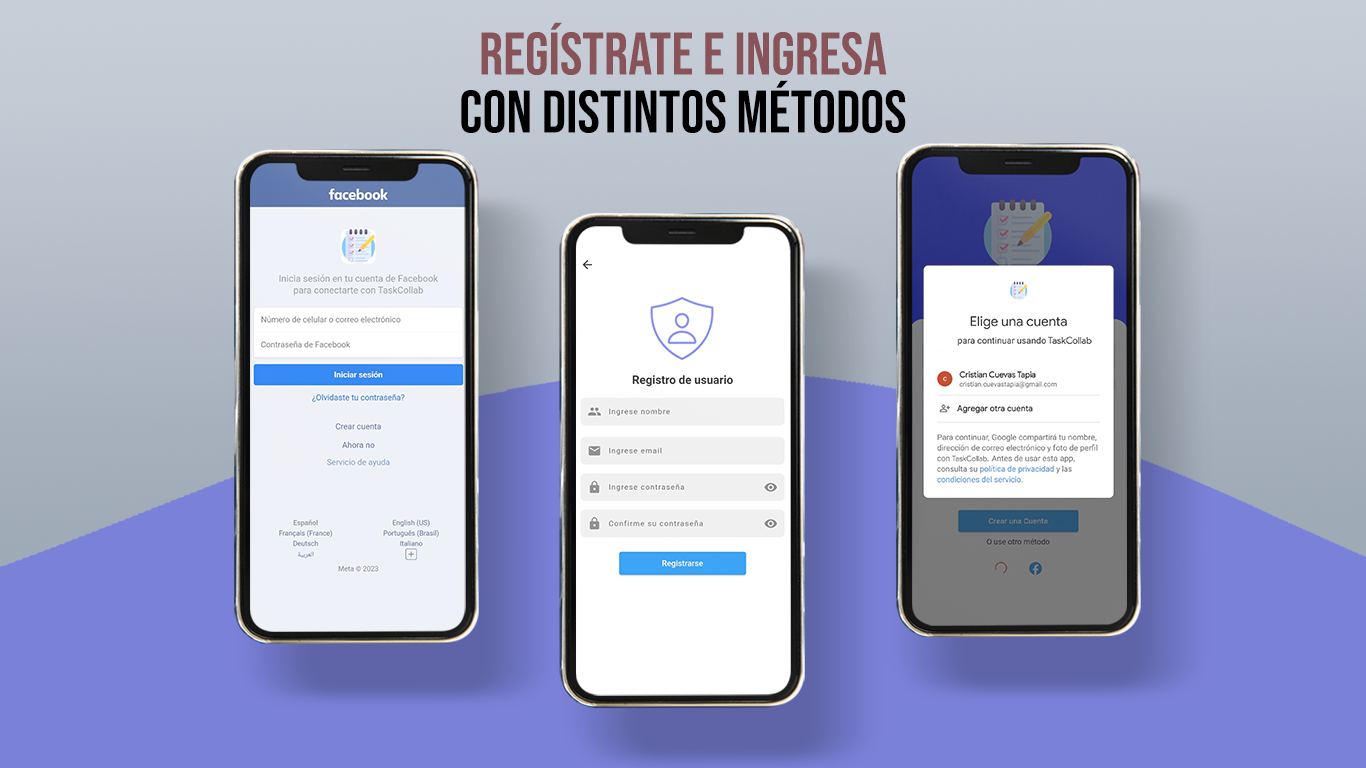 REGÍSTRATE E INGRESA
CON DISTINTOS MÉTODOS
facebook
Inicia sesión en tu cuenta de Facebook
para conectarte con TaskCollab
Número de celular o correo electrónico
Contraseña de Facebook
Iniciar sesión
¿Olvidaste tu contraseña?
Crear cuenta
Ahora no
Servicio de ayuda
Español
English (US)
Français (France)
Português (Brasil)
Deutsch
Italiano
العربية
Meta © 2023
Registro de usuario
Ingrese nombre
Ingrese email
Ingrese contraseña
Confirme su contraseña
Registrarse
Elige una cuenta
para continuar usando TaskCollab
C
Cristian Cuevas Tapia
cristian.cuevastapia@gmail.com
Agregar otra cuenta
Para continuar, Google compartirá tu nombre,
dirección de correo electrónico y foto de perfil
con TaskCollab. Antes de usar esta app,
consulta su política de privacidad y las
condiciones del servicio.
Crear una Cuenta
O use otro método